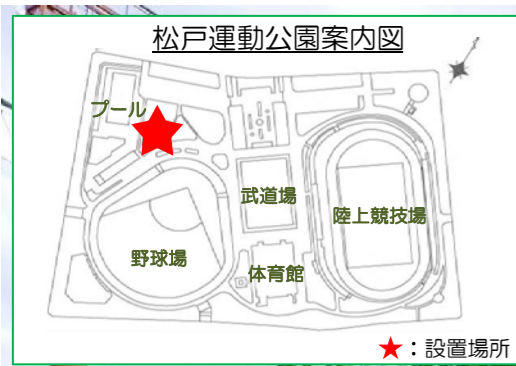 松戸運動公園案内図
プール
武道場
陸上競技場
野球場
体育館
★：設置場所